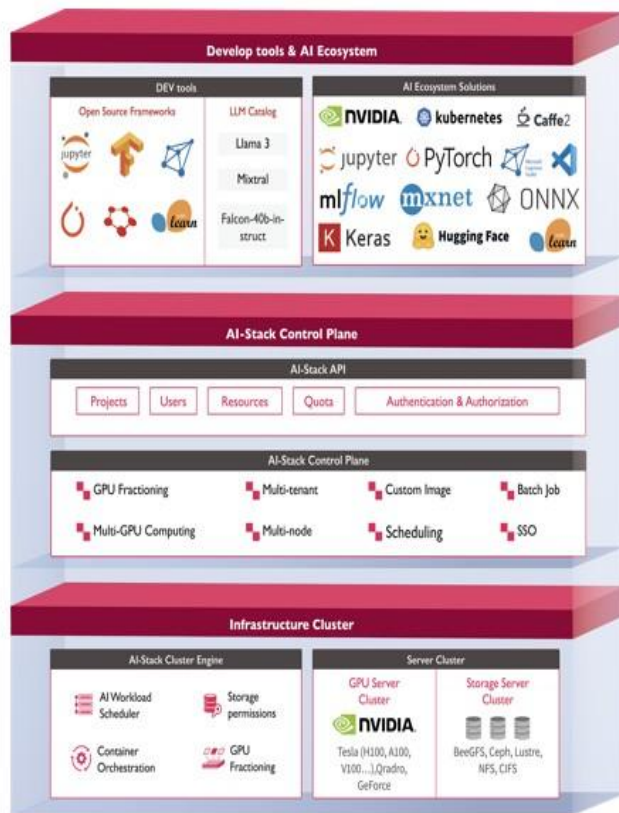 Develop tools & AI Ecosystem
DEV tools
Open Source Frameworks
jupyter
learn
LLM Catalog
Llama 3
Mixtral
Falcon-40b-in-
struct
AI Ecosystem Solutions
NVIDIA.
kubernetes
Caffe2
jupyter
PyTorch
mlflow
mxnet
ONNX
K Keras
Hugging Face
learn
AI-Stack Control Plane
AI-Stack API
Projects
Users
Resources
Quota
Authentication & Authorization
AI-Stack Control Plane
GPU Fractioning
Multi-tenant
Custom Image
Batch Job
Multi-GPU Computing
Multi-node
Scheduling
SSO
Infrastructure Cluster
AI-Stack Cluster Engine
AI Workload
Scheduler
Storage
permissions
Container
Orchestration
GPU
Fractioning
Server Cluster
GPU Server
Cluster
NVIDIA
Tesla (H100, A100,
V100...),Qradro,
GeForce
Storage Server
Cluster
BeeGFS, Ceph, Lustre,
NFS, CIFS